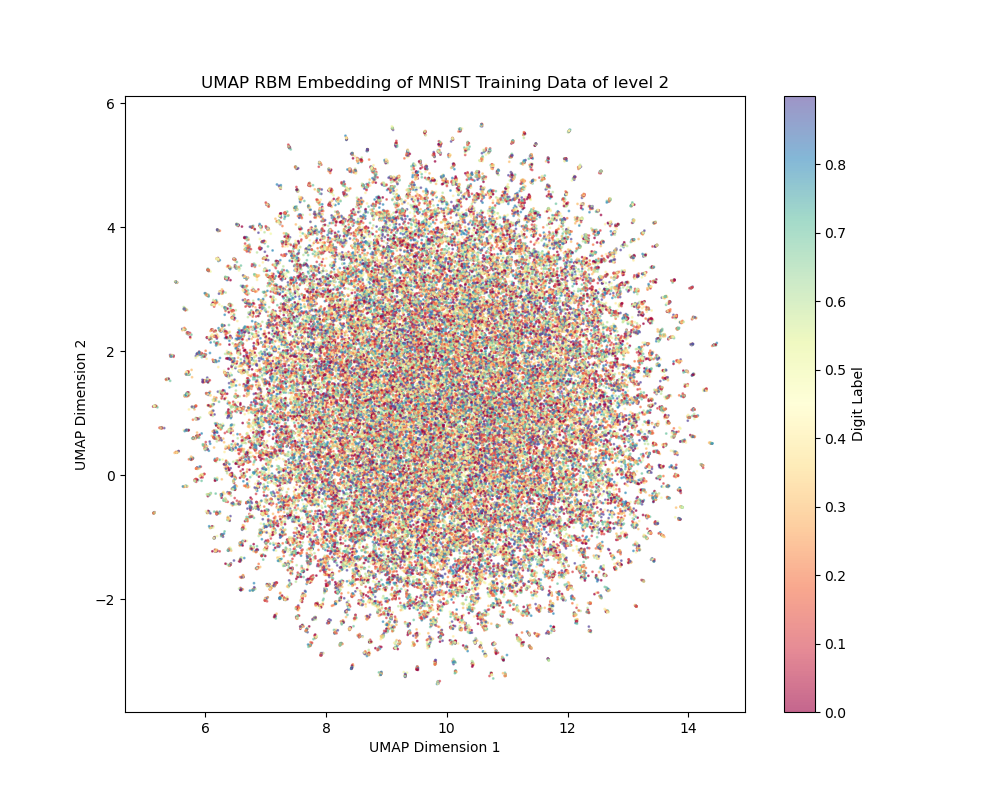 UMAP RBM Embedding of MNIST Training Data of level 2
6
4
2
0
−2
UMAP Dimension 2
6 8 10 12 14
UMAP Dimension 1
0.8
0.7
0.6
0.5
0.4
0.3
0.2
0.1
0.0
Digit Label